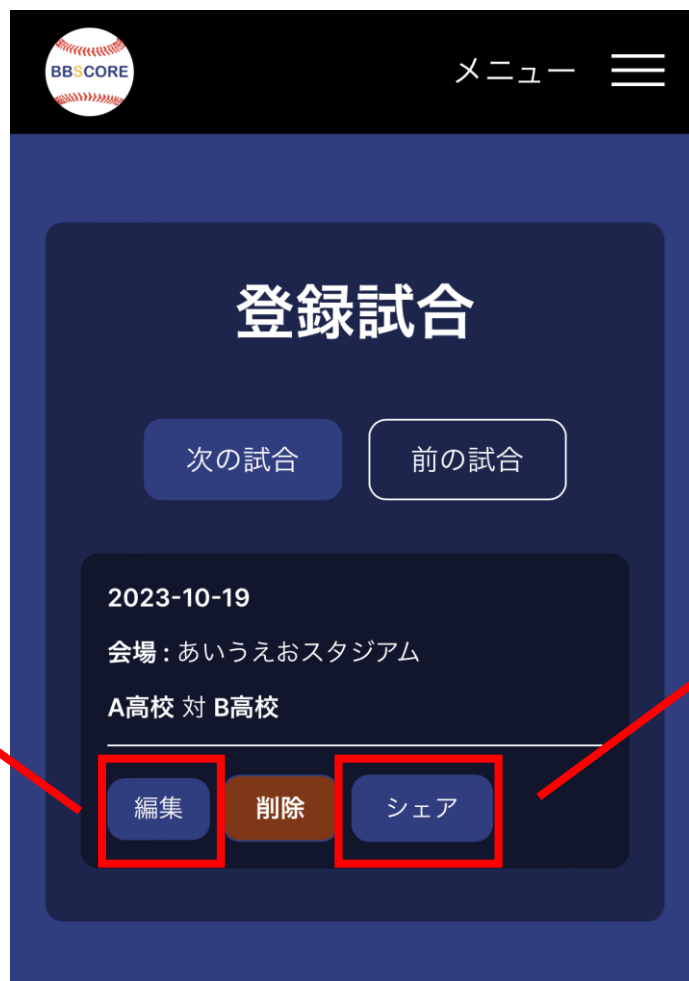 BBSCORE
メニュー
登録試合
次の試合
前の試合
2023-10-19
会場 : あいうえおスタジアム
A高校 対 B高校
編集
削除
シェア